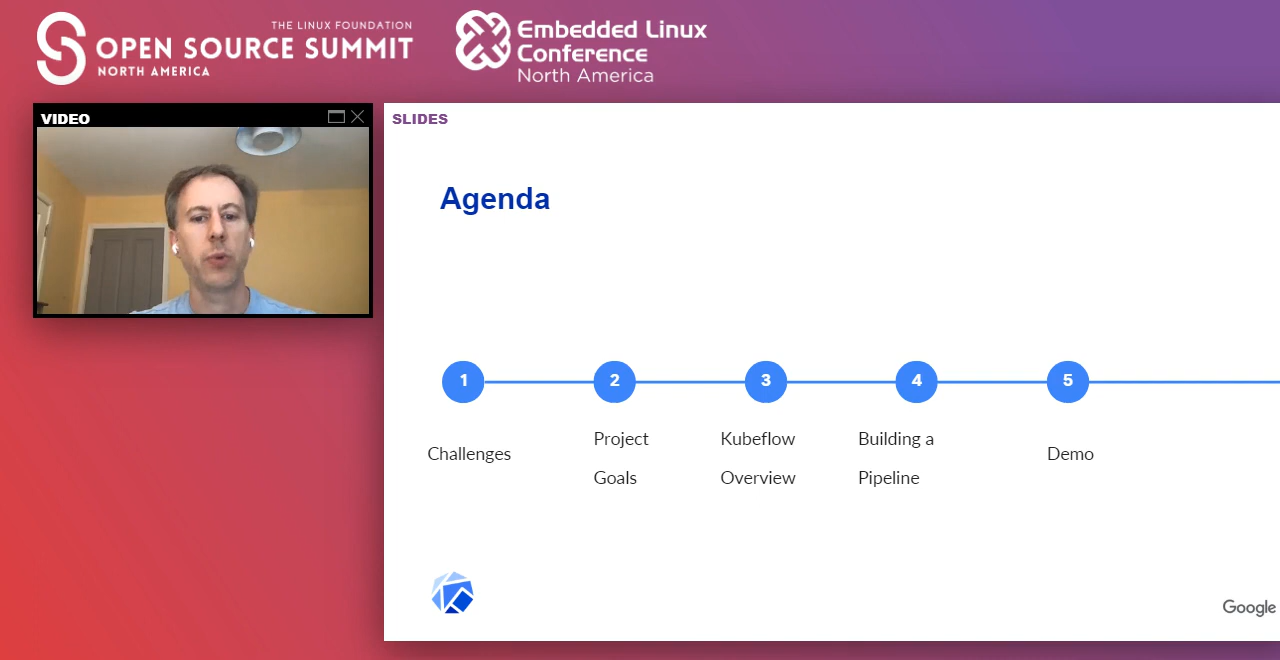 THE LINUX FOUNDATION
OPEN SOURCE SUMMIT
NORTH AMERICA
Embedded Linux
Conference
North America
VIDEO
SLIDES
Agenda
1 2 3 4 5
Challenges
Project
Goals
Kubeflow
Overview
Building a
Pipeline
Demo
Google